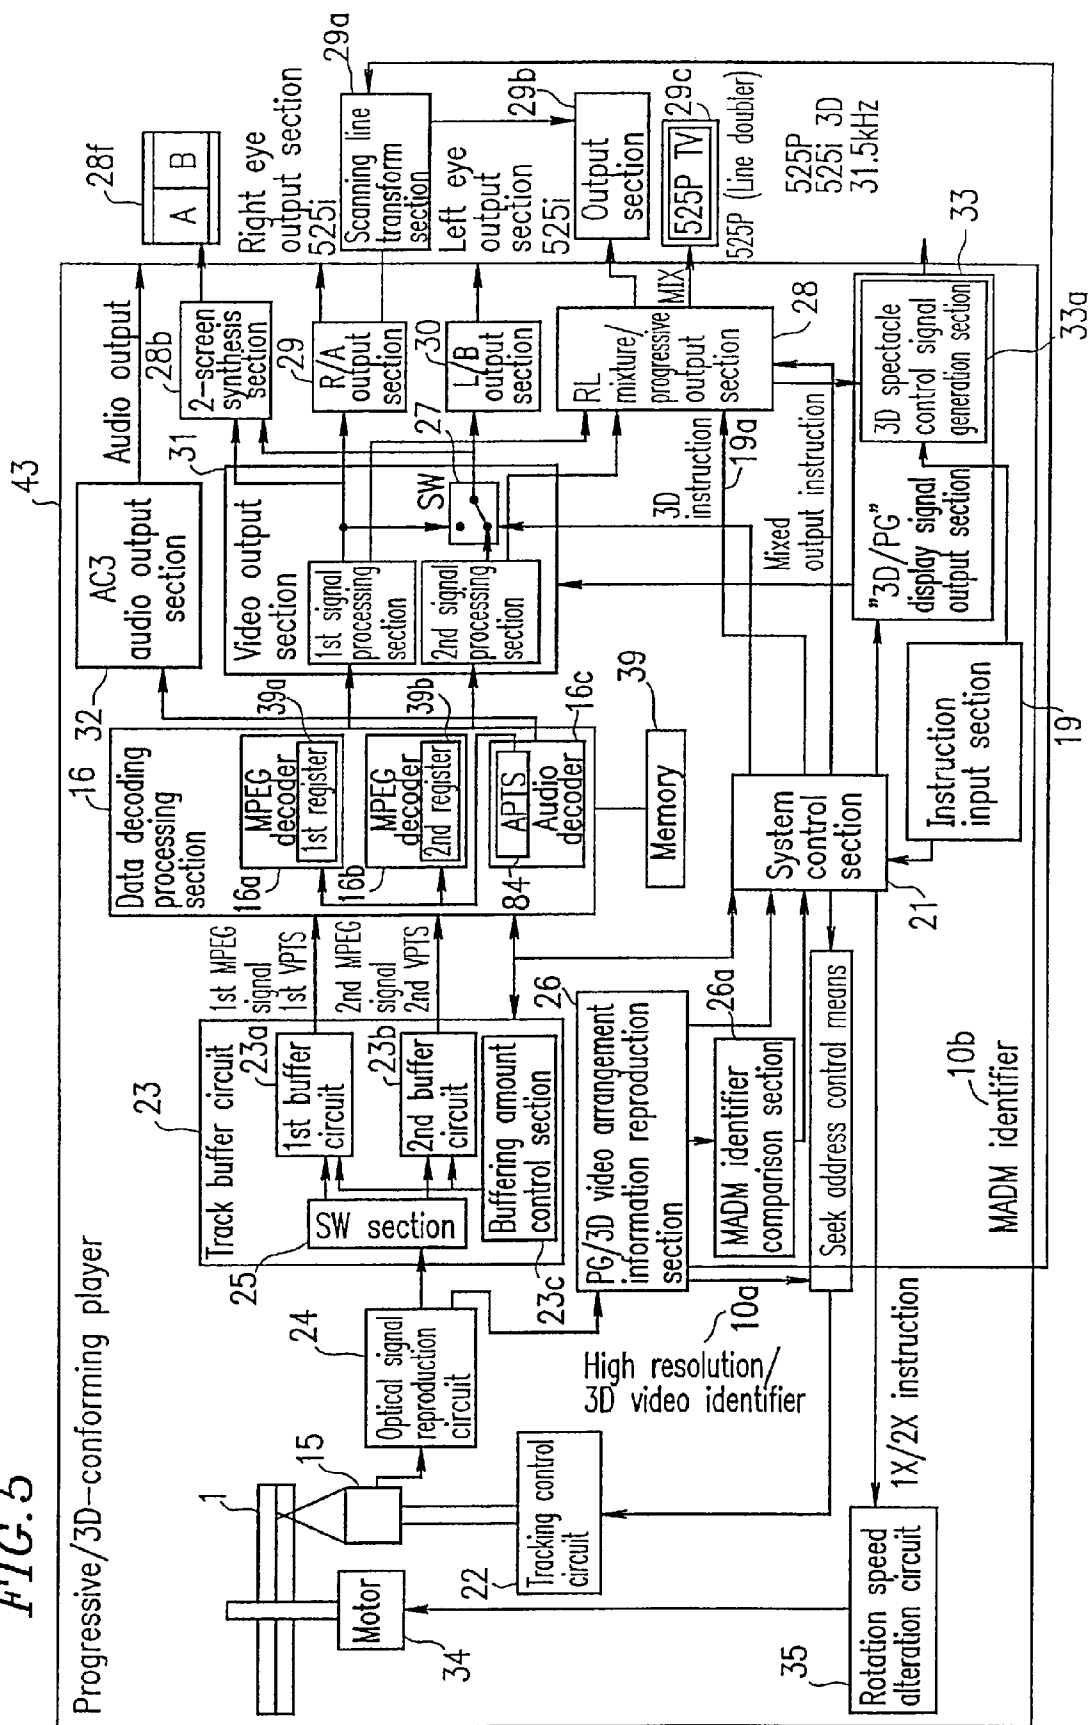 FIG. 5
Progressive/3D-conforming player
43
1
15
Motor
34
22
Tracking control
circuit
35
Rotation speed
alteration circuit
1X/2X instruction
24
Optical signal
reproduction
circuit
High resolution/
3D video identifier
10a
23
Track buffer circuit
25
SW section
23a
1st buffer
circuit
23b
2nd buffer
circuit
23c
Buffering amount
control section
1st MPEG
signal
1st VPTS
2nd MPEG
signal
2nd VPTS
26
PG/3D video arrangement
information reproduction
section
26a
MADM identifier
comparison section
Seek address control means
10b
MADM identifier
16
Data decoding
processing
section
16a
MPEG
decoder
39a
1st register
16b
MPEG
decoder
39b
2nd register
84
APTS
Audio
decoder
16c
39
Memory
System
control
section
21
Instruction
input section
19
32
AC3
audio output
section
Audio output
31
Video output
section
1st signal
processing
section
2nd signal
processing
section
SW
27
3D
instruction
19a
Mixed
output instruction
28b
2-screen
synthesis
section
28f
A
B
29
R/A
output
section
30
L/B
output
section
28
RL
mixture/
progressive
output
section
MIX
Right eye
output section
525i
29a
Scanning line
transform
section
Left eye
output
section
525i
29b
Output
section
29c
525P TV
525P (Line doubler)
525P
525i 3D
31.5kHz
"3D/PG"
display signal
output section
33
3D spectacle
control signal
generation section
33a